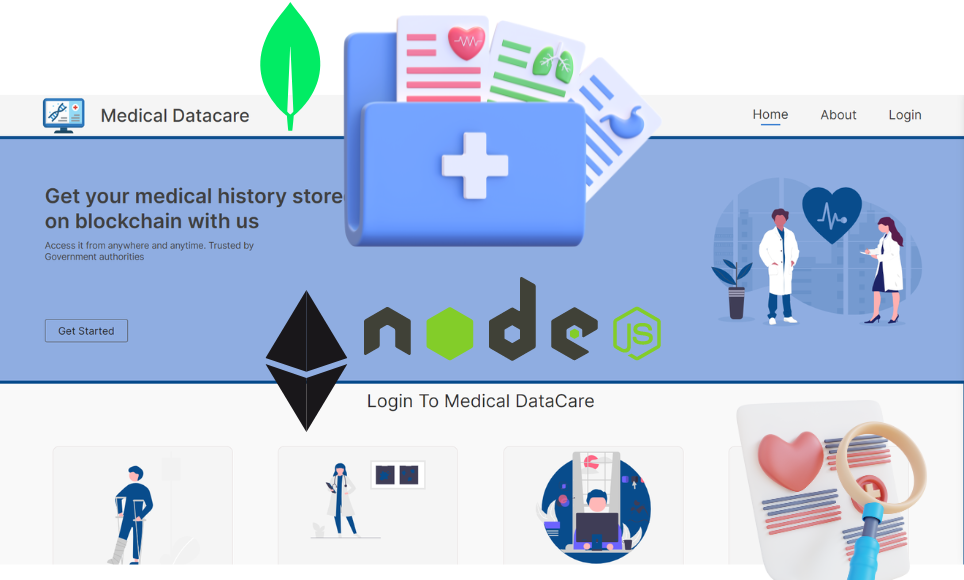 Medical Datacare
Home
About
Login
Get your medical history store
on blockchain with us
Access it from anywhere and anytime. Trusted by
Government authorities
Get Started
node
JS
Login To Medical DataCare